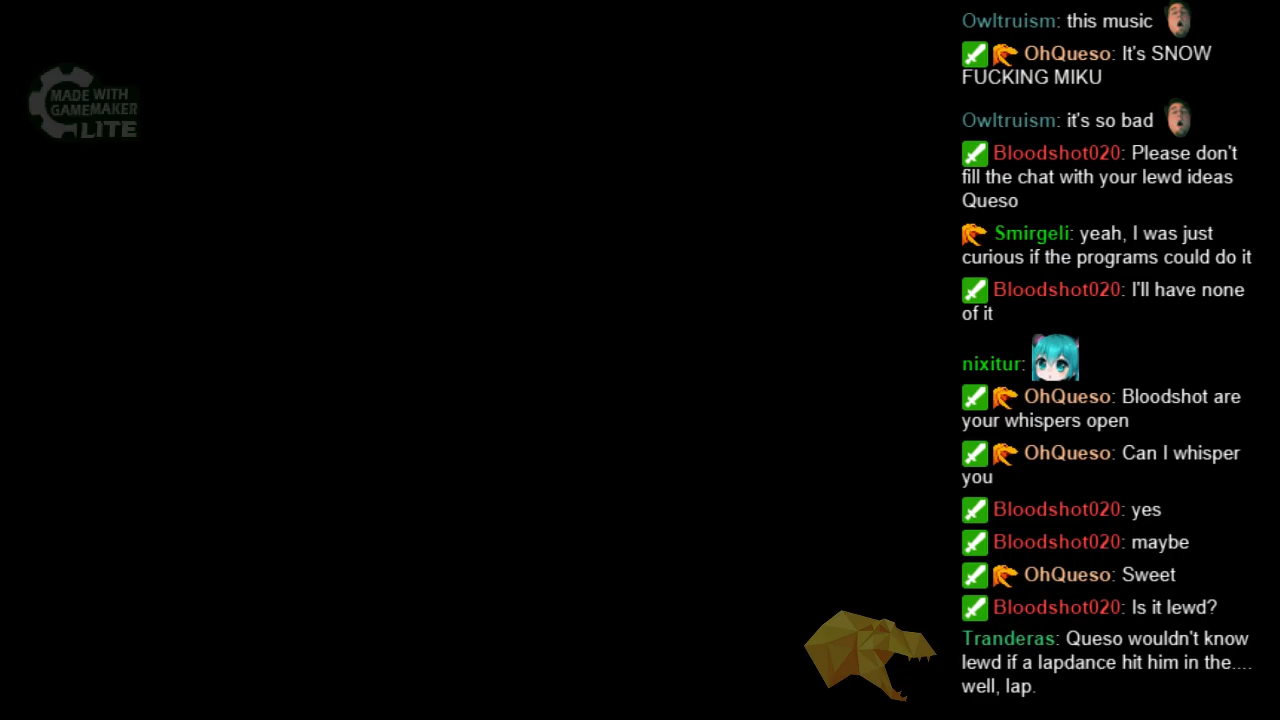 MADE WITH
GAMEMAKER
LITE
Owltruism: this music
OhQueso: It's SNOW
FUCKING MIKU
Owltruism: it's so bad
Bloodshot020: Please don't
fill the chat with your lewd ideas
Queso
Smirgeli: yeah, I was just
curious if the programs could do it
Bloodshot020: I'll have none
of it
nixitur:
OhQueso: Bloodshot are
your whispers open
OhQueso: Can I whisper
you
Bloodshot020: yes
Bloodshot020: maybe
OhQueso: Sweet
Bloodshot020: Is it lewd?
Tranderas: Queso wouldn't know
lewd if a lapdance hit him in the....
well, lap.